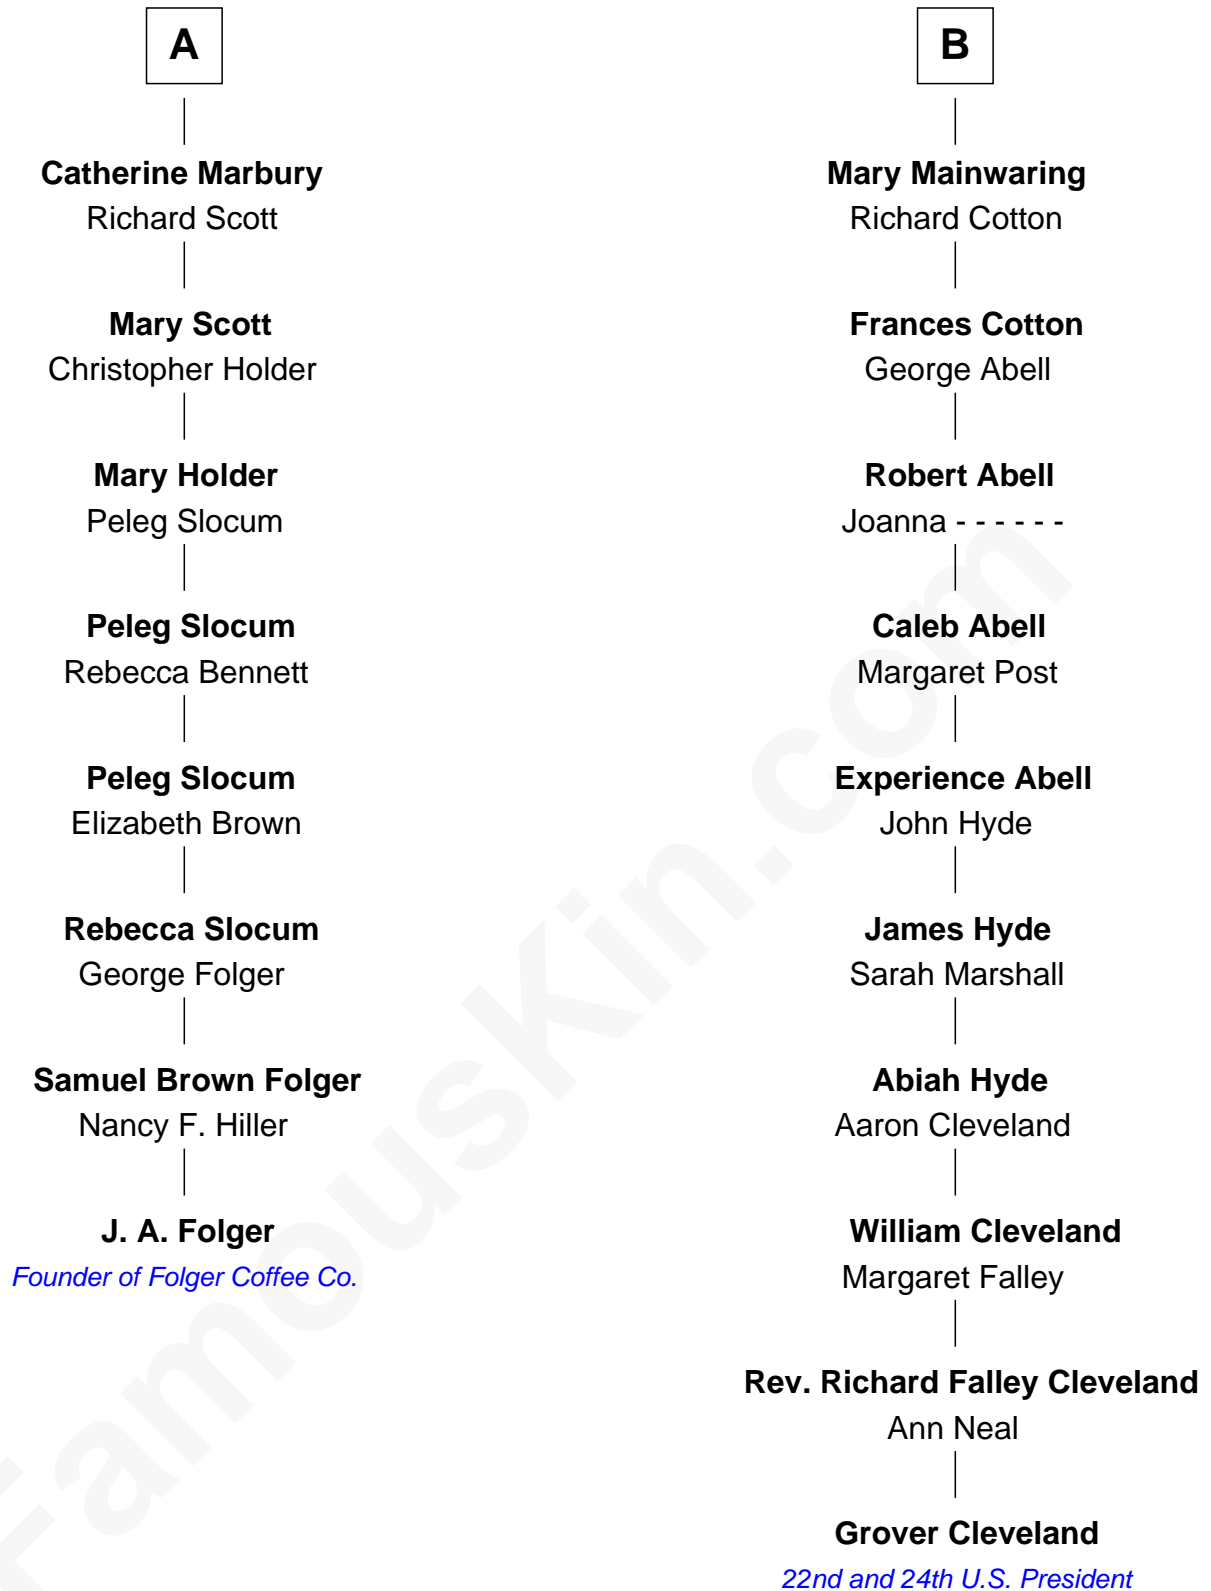 A
Catherine Marbury
Richard Scott
Mary Scott
Christopher Holder
Mary Holder
Peleg Slocum
Peleg Slocum
Rebecca Bennett
Peleg Slocum
Elizabeth Brown
Rebecca Slocum
George Folger
Samuel Brown Folger
Nancy F. Hiller
J. A. Folger
Founder of Folger Coffee Co.
B
Mary Mainwaring
Richard Cotton
Frances Cotton
George Abell
Robert Abell
Joanna - - - - - -
Caleb Abell
Margaret Post
Experience Abell
John Hyde
James Hyde
Sarah Marshall
Abiah Hyde
Aaron Cleveland
William Cleveland
Margaret Falley
Rev. Richard Falley Cleveland
Ann Neal
Grover Cleveland
22nd and 24th U.S. President
FamousKin.com